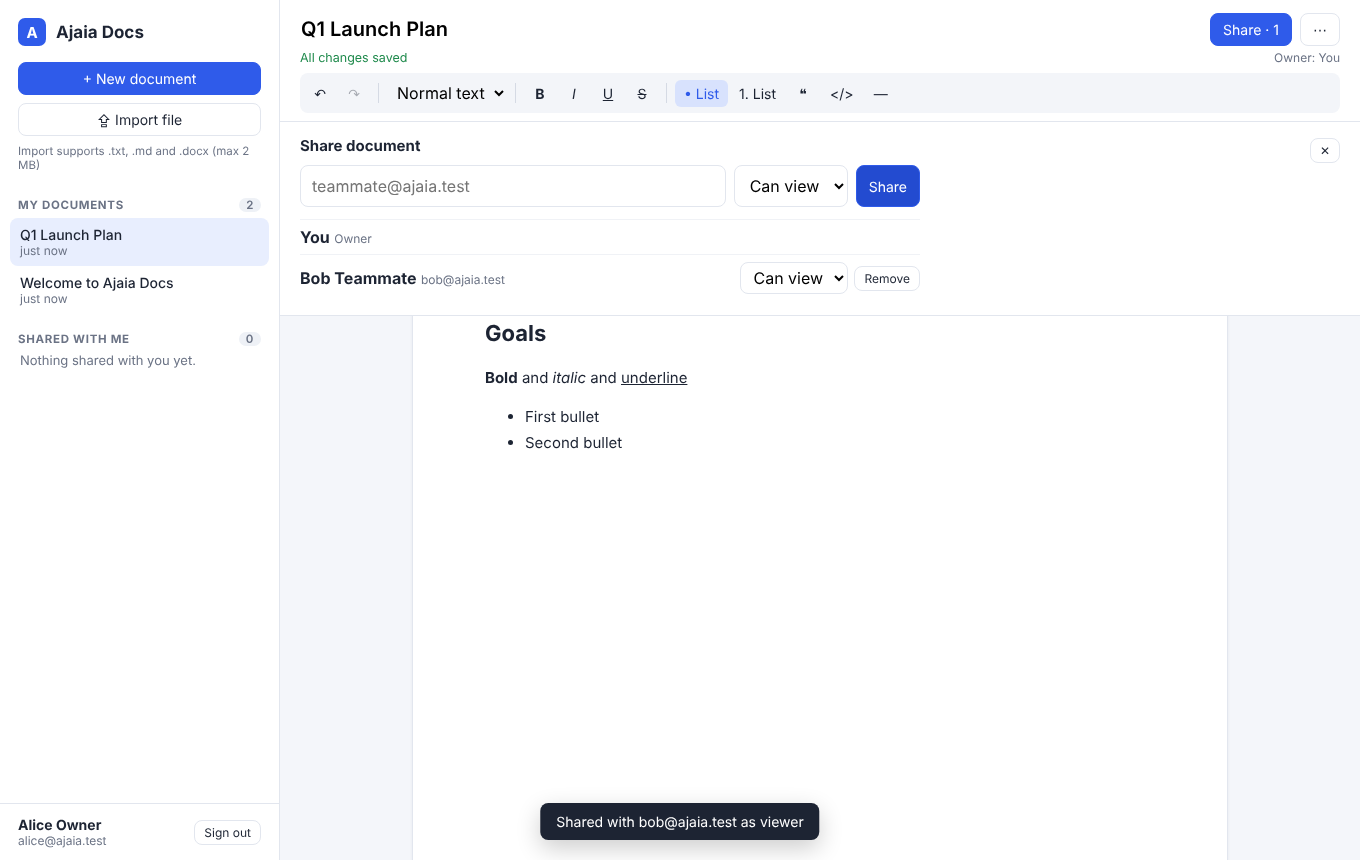 A Ajaia Docs
+ New document
⇪ Import file
Import supports .txt, .md and .docx (max 2
MB)
MY DOCUMENTS 2
Q1 Launch Plan
just now
Welcome to Ajaia Docs
just now
SHARED WITH ME 0
Nothing shared with you yet.
Alice Owner
alice@ajaia.test
Sign out
Q1 Launch Plan
Share · 1 ⋯
All changes saved
Owner: You
↶ ↷ Normal text B I U S • List 1. List ❝ </> —
Share document
✕
teammate@ajaia.test Can view Share
You Owner
Bob Teammate bob@ajaia.test Can view Remove
Goals
Bold and italic and underline
• First bullet
• Second bullet
Shared with bob@ajaia.test as viewer